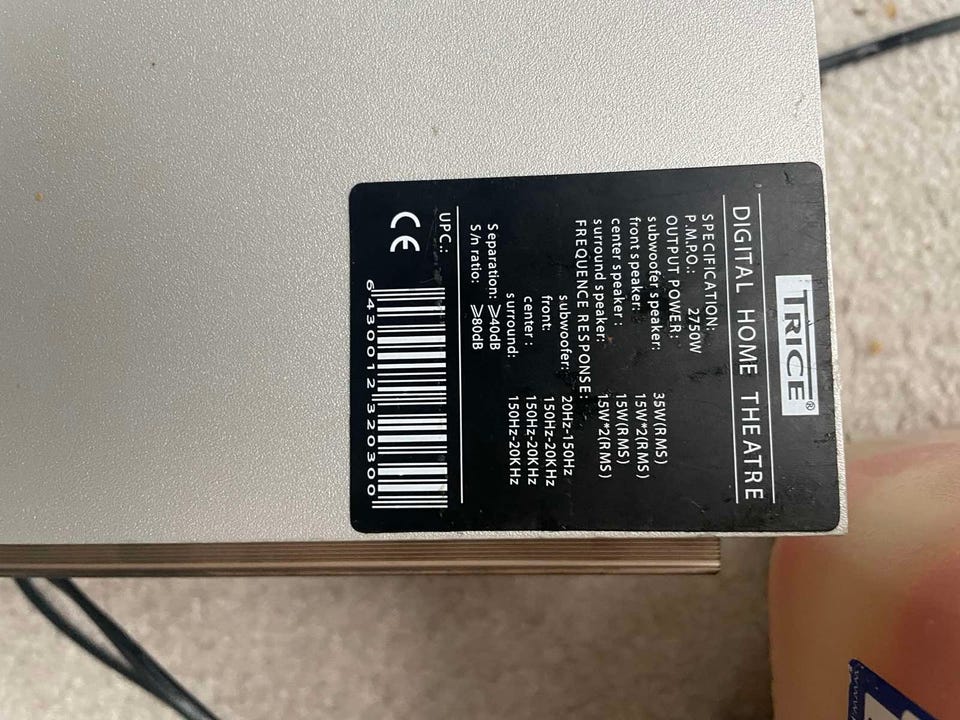 TRICE®
DIGITAL HOME THEATRE
SPECIFICATION:
P.M.P.O.: 2750W
OUTPUT POWER:
subwoofer speaker: 35W(RMS)
front speaker: 15W*2(RMS)
center speaker : 15W(RMS)
surround speaker: 15W*2(RMS)
FREQUENCE RESPONSE:
subwoofer: 20Hz-150Hz
front: 150Hz-20KHz
center : 150Hz-20KHz
surround: 150Hz-20KHz
Separation: ≥40dB
S/n ratio: ≥80dB
UPC.:
6430012320300
CE